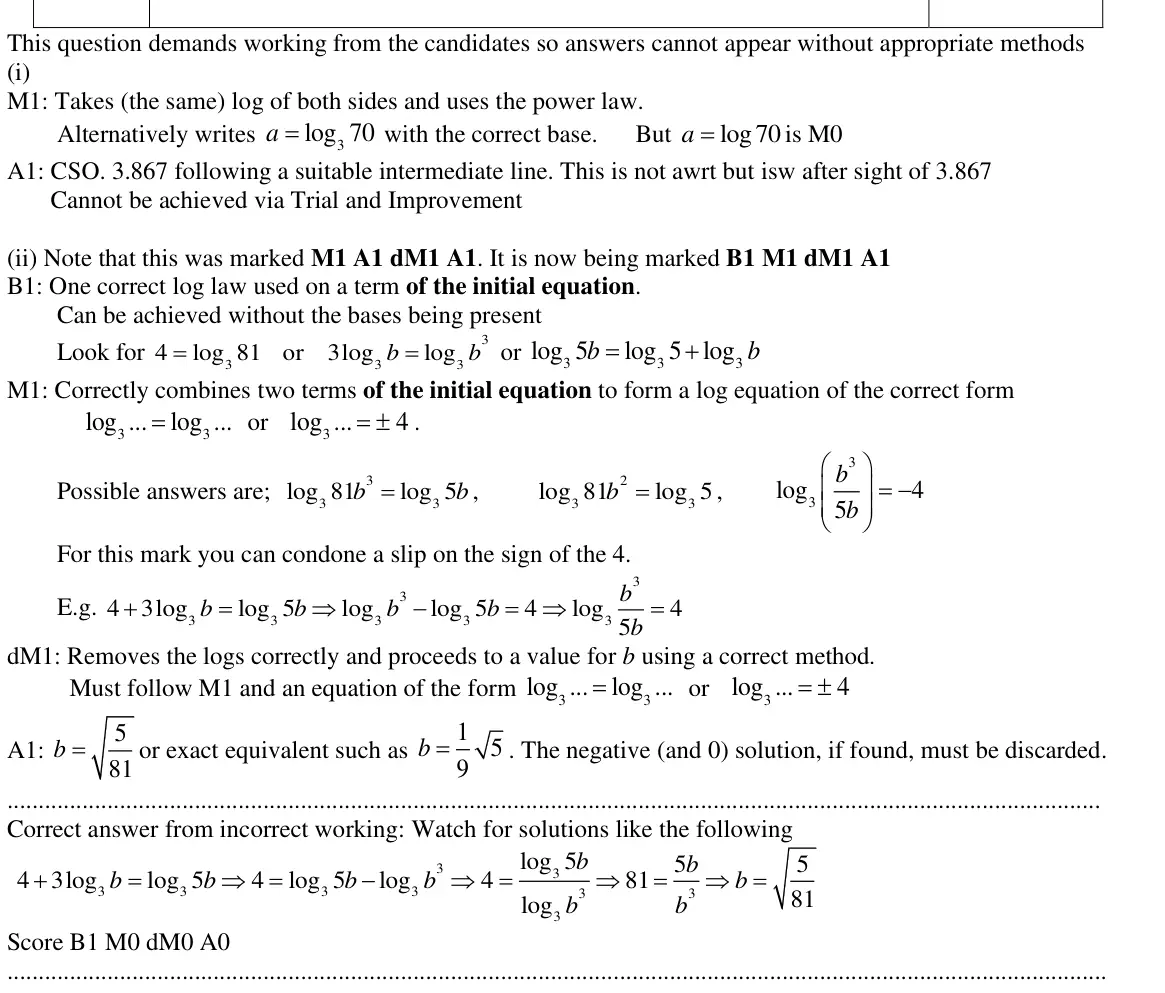 This question demands working from the candidates so answers cannot appear without appropriate methods
(i)
M1: Takes (the same) log of both sides and uses the power law.
Alternatively writes a = log₃ 70 with the correct base. But a = log 70 is M0
A1: CSO. 3.867 following a suitable intermediate line. This is not awrt but isw after sight of 3.867
Cannot be achieved via Trial and Improvement
(ii) Note that this was marked M1 A1 dM1 A1. It is now being marked B1 M1 dM1 A1
B1: One correct log law used on a term of the initial equation.
Can be achieved without the bases being present
Look for 4 = log₃ 81 or 3log₃ b = log₃ b³ or log₃ 5b = log₃ 5 + log₃ b
M1: Correctly combines two terms of the initial equation to form a log equation of the correct form
log₃ ... = log₃ ... or log₃ ... = ± 4 .
Possible answers are; log₃ 81b³ = log₃ 5b , log₃ 81b² = log₃ 5 , log₃ (b³/5b) = −4
For this mark you can condone a slip on the sign of the 4.
E.g. 4 + 3log₃ b = log₃ 5b ⇒ log₃ b³ − log₃ 5b = 4 ⇒ log₃ b³/5b = 4
dM1: Removes the logs correctly and proceeds to a value for b using a correct method.
Must follow M1 and an equation of the form log₃ ... = log₃ ... or log₃ ... = ± 4
A1: b = √(5/81) or exact equivalent such as b = 1/9 √5 . The negative (and 0) solution, if found, must be discarded.
Correct answer from incorrect working: Watch for solutions like the following
4 + 3log₃ b = log₃ 5b ⇒ 4 = log₃ 5b − log₃ b³ ⇒ 4 = log₃ 5b / log₃ b³ ⇒ 81 = 5b/b³ ⇒ b = √(5/81)
Score B1 M0 dM0 A0